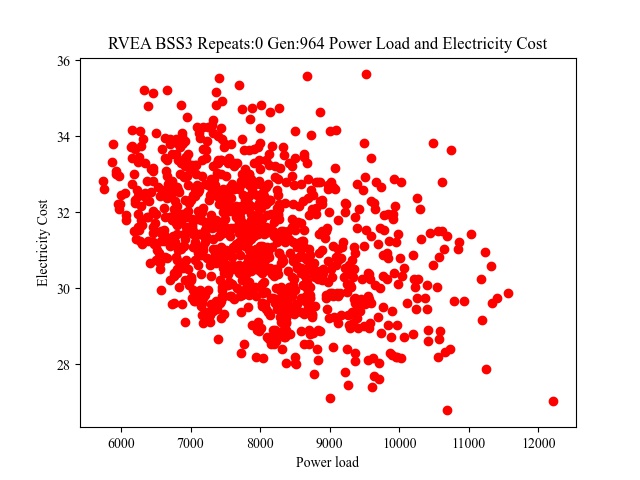 RVEA BSS3 Repeats:0 Gen:964 Power Load and Electricity Cost
Electricity Cost
36
34
32
30
28
6000 7000 8000 9000 10000 11000 12000
Power load